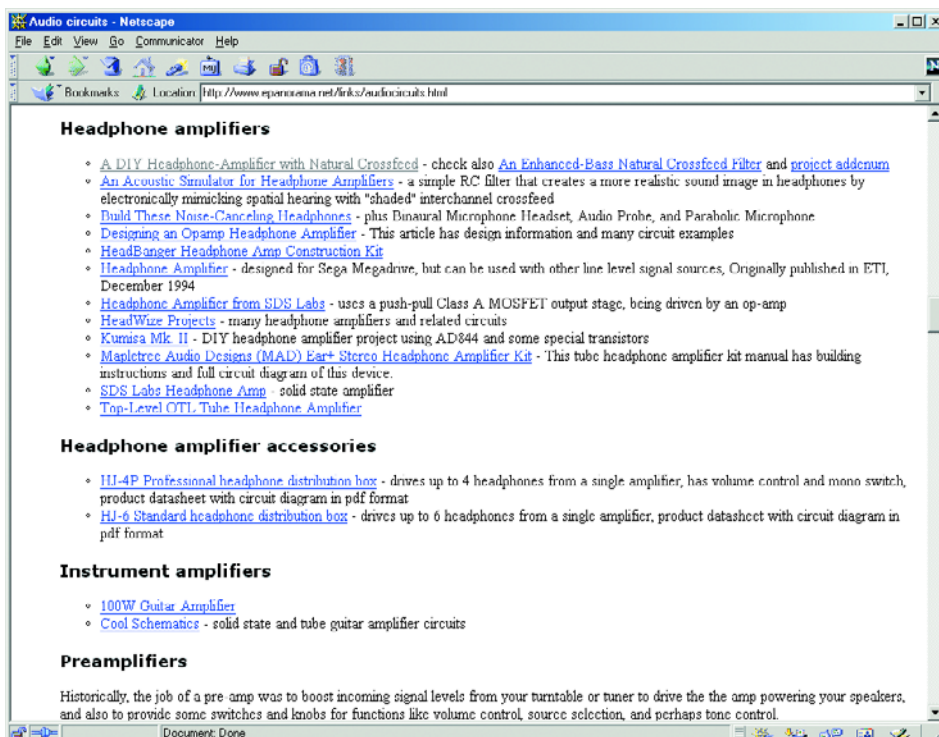 Audio circuits - Netscape
File Edit View Go Communicator Help
Bookmarks Location http://www.epanorama.net/links/audiocircuits.html
Headphone amplifiers
A DIY Headphone-Amplifier with Natural Crossfeed - check also An Enhanced-Bass Natural Crossfeed Filter and project addenum
An Acoustic Simulator for Headphone Amplifiers - a simple RC filter that creates a more realistic sound image in headphones by
electronically mimicking spatial hearing with "shaded" interchannel crossfeed
Build These Noise-Canceling Headphones - plus Binaural Microphone Headset, Audio Probe, and Parabolic Microphone
Designing an Opamp Headphone Amplifier - This article has design information and many circuit examples
HeadBanger Headphone Amp Construction Kit
Headphone Amplifier - designed for Sega Megadrive, but can be used with other line level signal sources, Originally published in ETI,
December 1994
Headphone Amplifier from SDS Labs - uses a push-pull Class A MOSFET output stage, being driven by an op-amp
HeadWize Projects - many headphone amplifiers and related circuits
Kumisa Mk. II - DIY headphone amplifier project using AD844 and some special transistors
Mapletree Audio Designs (MAD) Ear+ Stereo Headphone Amplifier Kit - This tube headphone amplifier kit manual has building
instructions and full circuit diagram of this device.
SDS Labs Headphone Amp - solid state amplifier
Top-Level OTL Tube Headphone Amplifier
Headphone amplifier accessories
HJ-4P Professional headphone distribution box - drives up to 4 headphones from a single amplifier, has volume control and mono switch,
product datasheet with circuit diagram in pdf format
HJ-6 Standard headphone distribution box - drives up to 6 headphones from a single amplifier, product datasheet with circuit diagram in
pdf format
Instrument amplifiers
100W Guitar Amplifier
Cool Schematics - solid state and tube guitar amplifier circuits
Preamplifiers
Historically, the job of a pre-amp was to boost incoming signal levels from your turntable or tuner to drive the the amp powering your speakers,
and also to provide some switches and knobs for functions like volume control, source selection, and perhaps tone control.
Document: Done